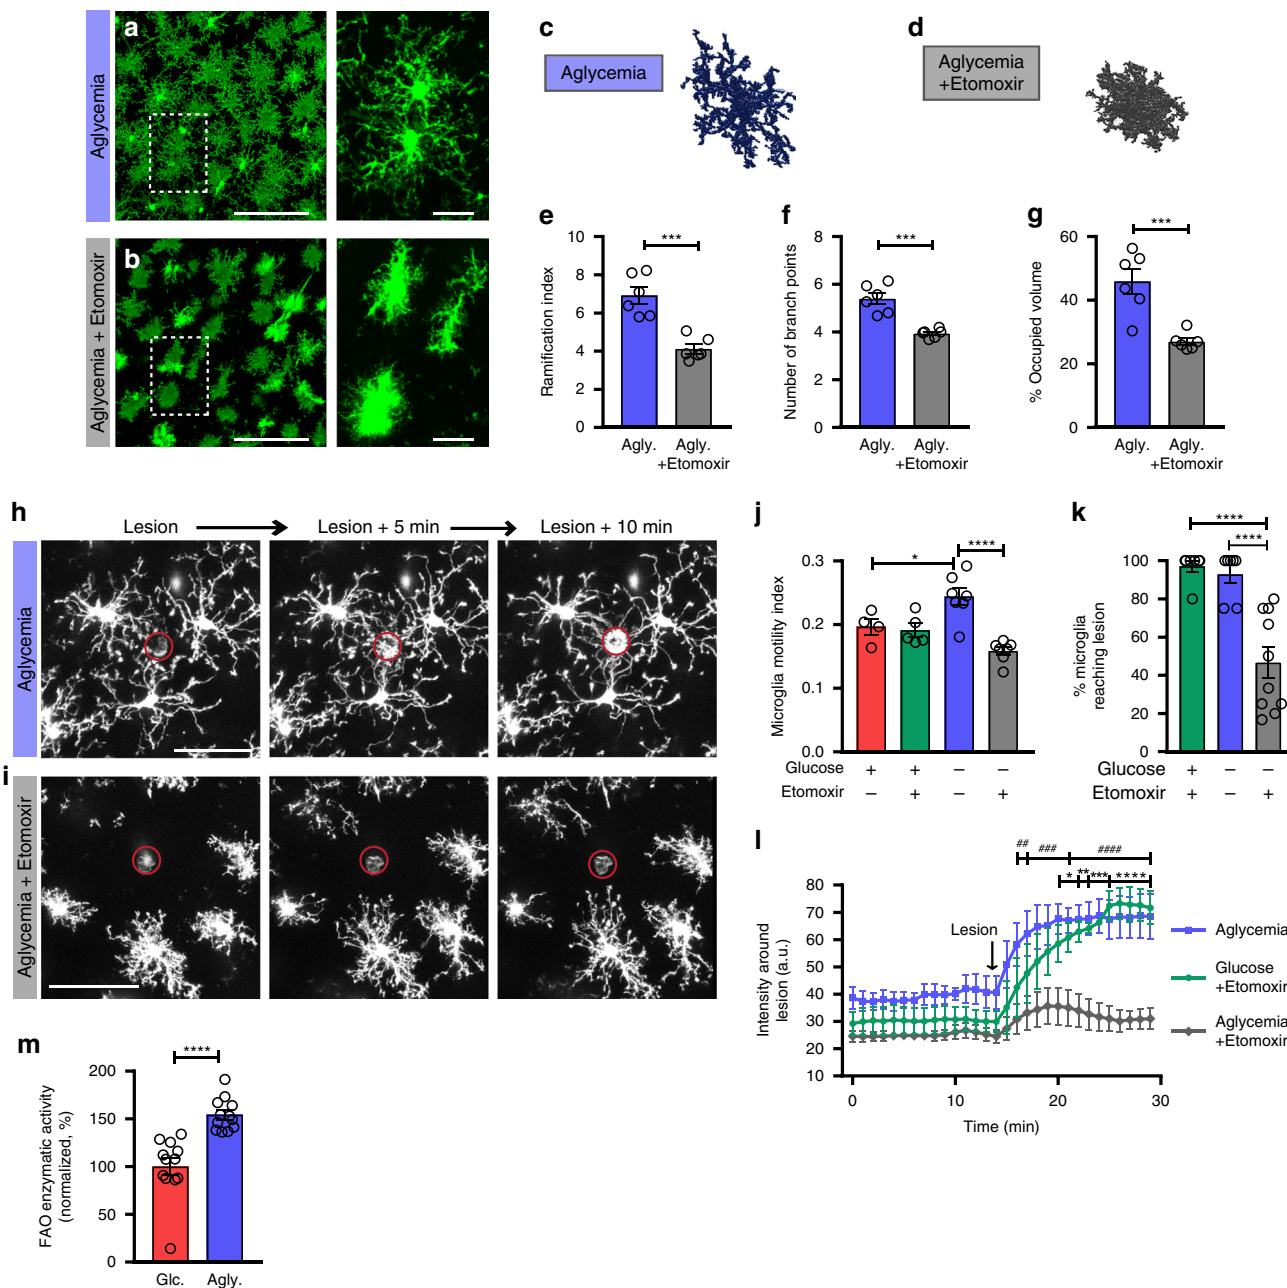 a
Aglycemia
b
Aglycemia + Etomoxir
c
Aglycemia
d
Aglycemia
+Etomoxir
e
Ramification index
10
8
6
4
2
0
***
Agly.
Agly.
+Etomoxir
f
Number of branch points
8
6
4
2
0
***
Agly.
Agly.
+Etomoxir
g
% Occupied volume
60
40
20
0
***
Agly.
Agly.
+Etomoxir
h
Lesion
Lesion + 5 min
Lesion + 10 min
Aglycemia
i
Aglycemia + Etomoxir
j
Microglia motility index
0.3
0.2
0.1
0.0
*
****
Glucose + + − −
Etomoxir − + − +
k
% microglia
reaching lesion
100
80
60
40
20
0
****
****
Glucose + − −
Etomoxir + − +
l
Intensity around
lesion (a.u.)
80
70
60
50
40
30
20
10
## ### ####
* ** *** ****
Lesion
0 10 20 30
Time (min)
Aglycemia
Glucose
+Etomoxir
Aglycemia
+Etomoxir
m
FAO enzymatic activity
(normalized, %)
200
150
100
50
0
****
Glc. Agly.